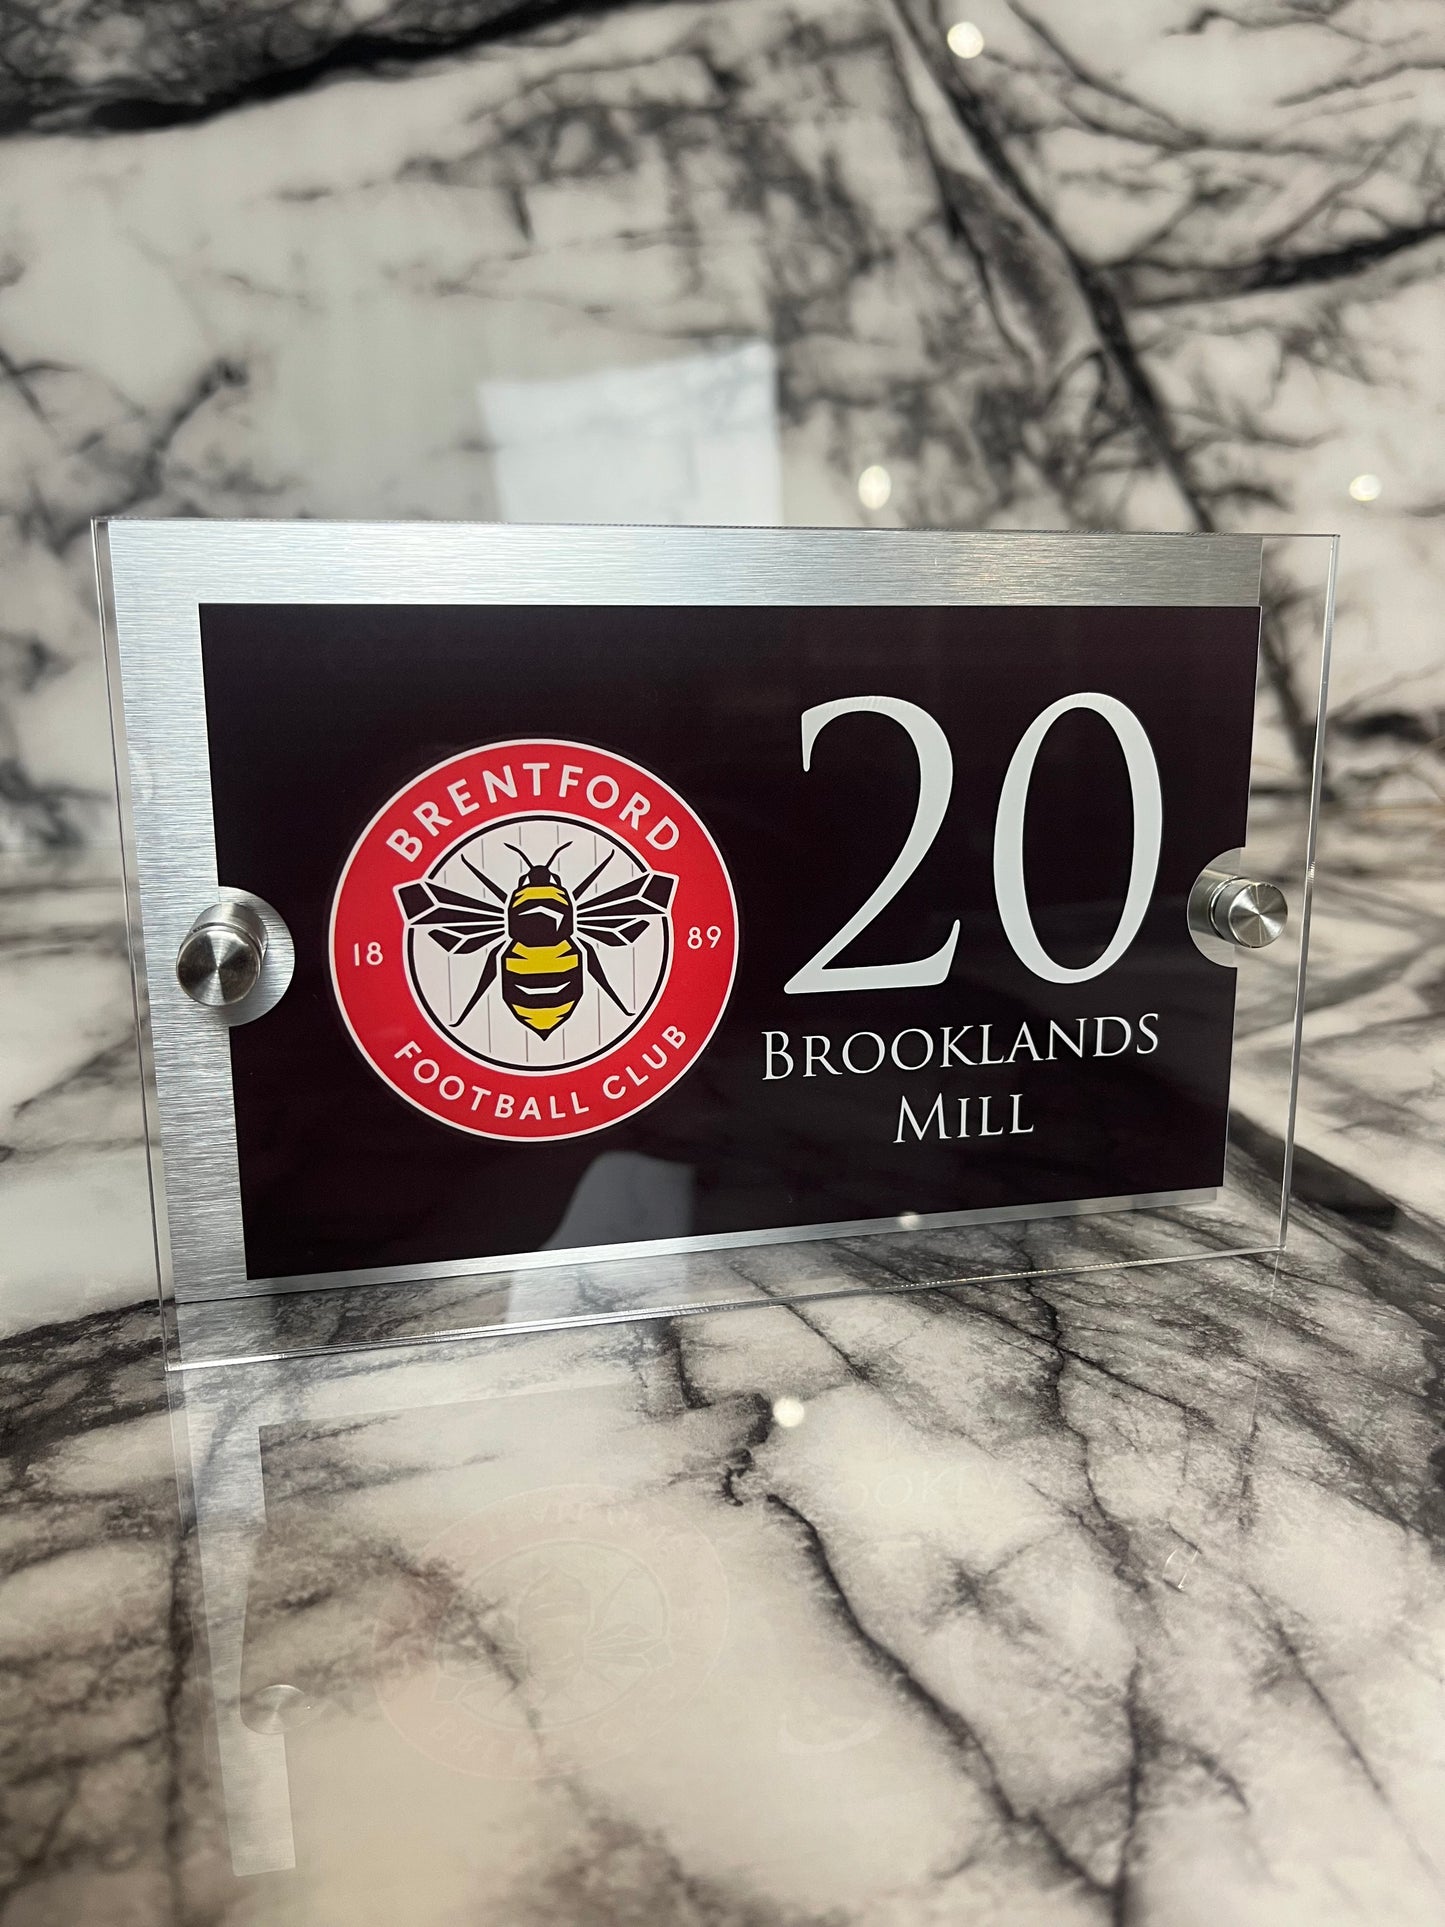 BRENTFORD
18 89
FOOTBALL CLUB
20
BROOKLANDS
MILL